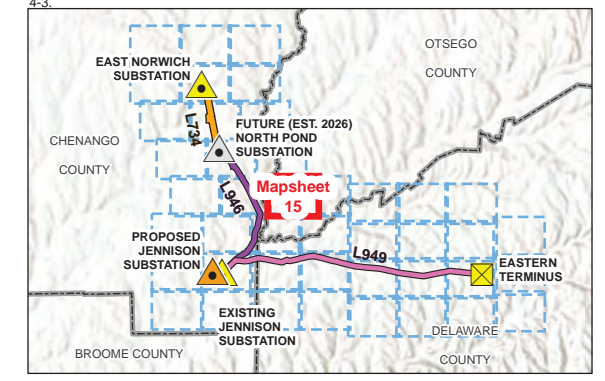 4-3.
OTSEGO
COUNTY
EAST NORWICH
SUBSTATION
L734
FUTURE (EST. 2026)
NORTH POND
SUBSTATION
CHENANGO
COUNTY
L946
Mapsheet
15
PROPOSED
JENNISON
SUBSTATION
L949
EASTERN
TERMINUS
EXISTING
JENNISON
SUBSTATION
DELAWARE
COUNTY
BROOME COUNTY